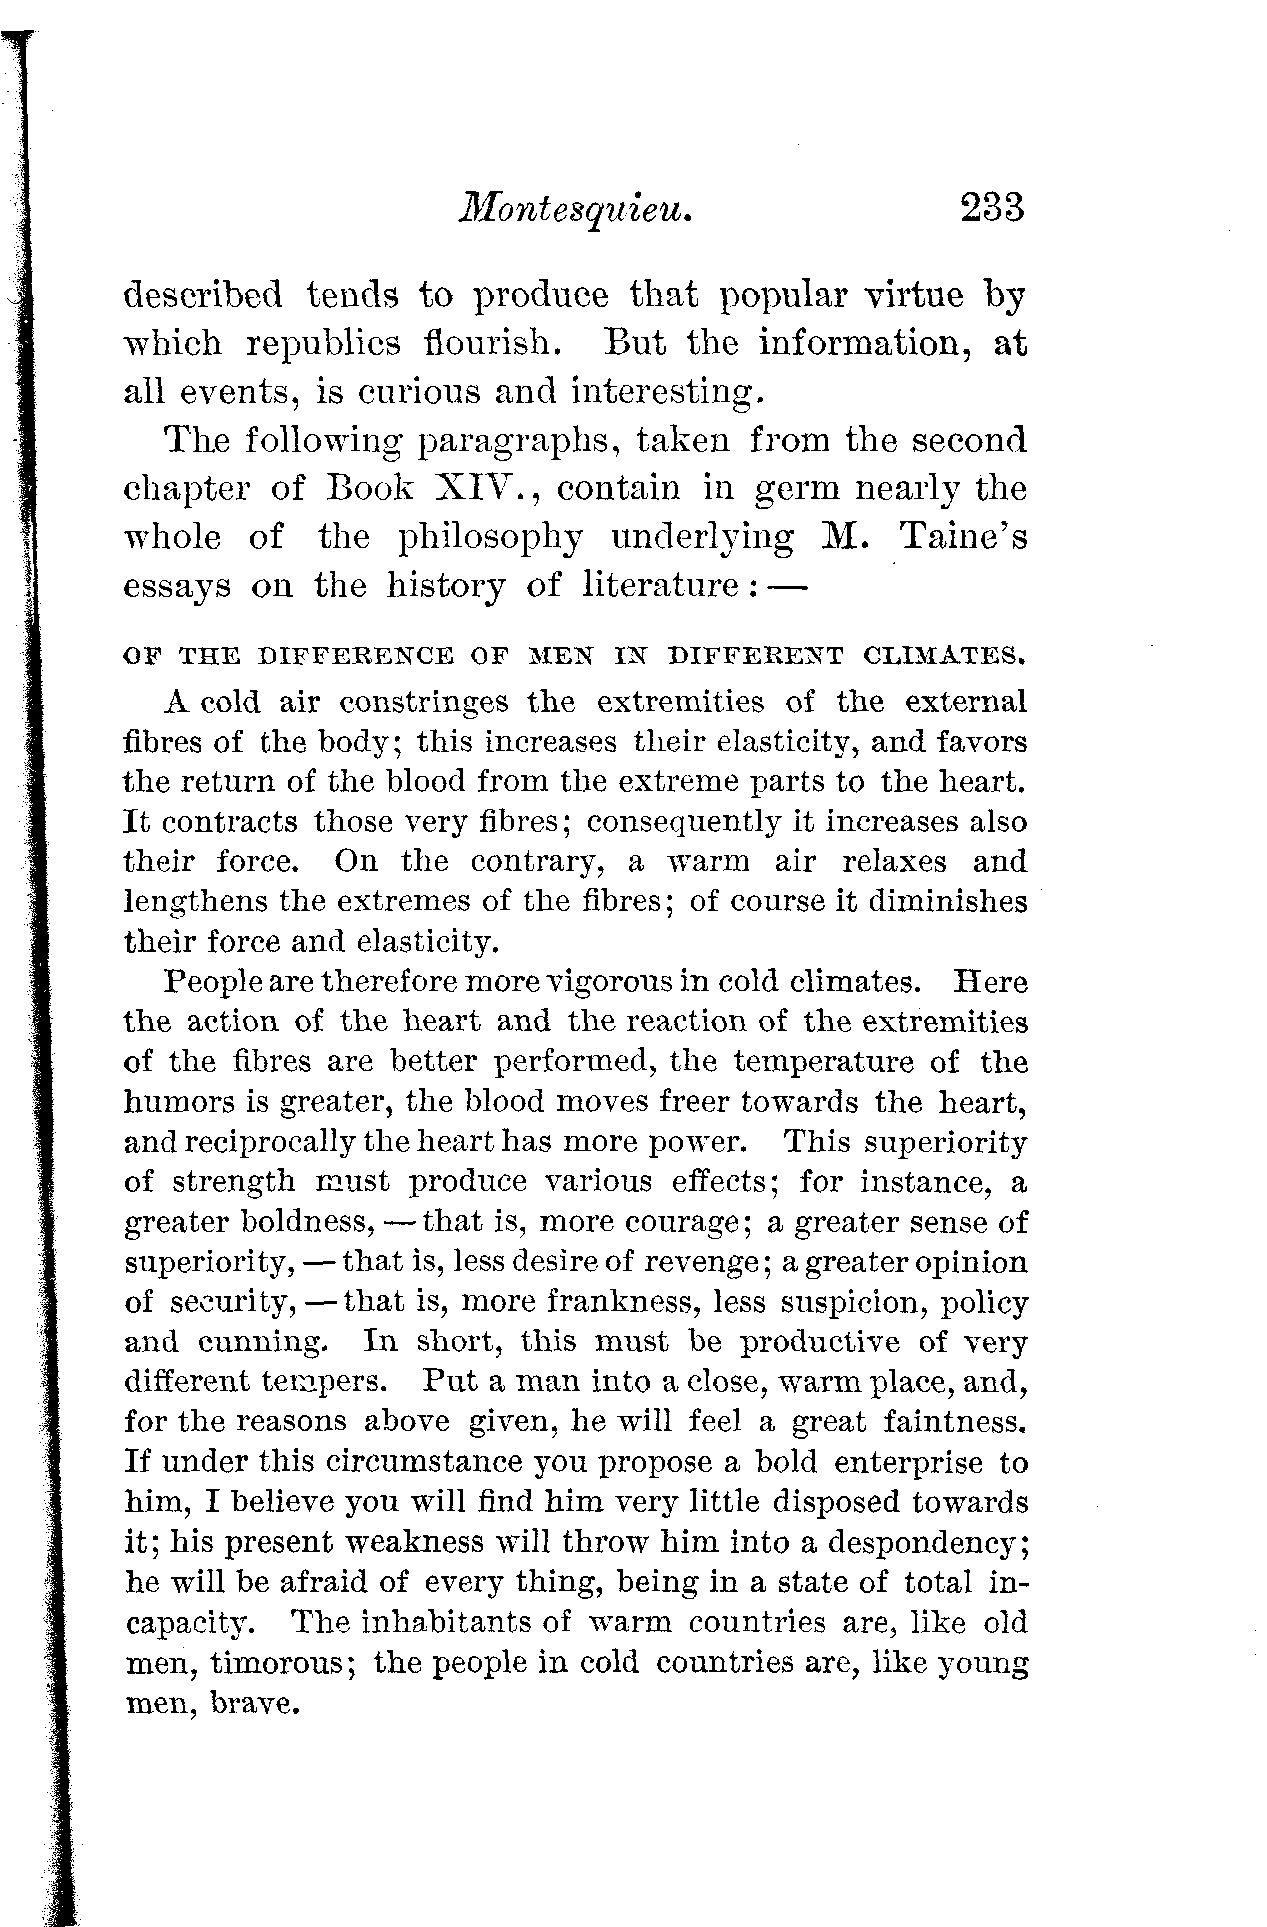 Montesquieu. 233
described tends to produce that popular virtue by
which republics flourish. But the information, at
all events, is curious and interesting.
The following paragraphs, taken from the second
chapter of Book XIV., contain in germ nearly the
whole of the philosophy underlying M. Taine's
essays on the history of literature : —
OF THE DIFFERENCE OF MEN IN DIFFERENT CLIMATES.
A cold air constringes the extremities of the external
fibres of the body; this increases their elasticity, and favors
the return of the blood from the extreme parts to the heart.
It contracts those very fibres; consequently it increases also
their force. On the contrary, a warm air relaxes and
lengthens the extremes of the fibres; of course it diminishes
their force and elasticity.
People are therefore more vigorous in cold climates. Here
the action of the heart and the reaction of the extremities
of the fibres are better performed, the temperature of the
humors is greater, the blood moves freer towards the heart,
and reciprocally the heart has more power. This superiority
of strength must produce various effects; for instance, a
greater boldness, — that is, more courage; a greater sense of
superiority, — that is, less desire of revenge; a greater opinion
of security, — that is, more frankness, less suspicion, policy
and cunning. In short, this must be productive of very
different tempers. Put a man into a close, warm place, and,
for the reasons above given, he will feel a great faintness.
If under this circumstance you propose a bold enterprise to
him, I believe you will find him very little disposed towards
it; his present weakness will throw him into a despondency;
he will be afraid of every thing, being in a state of total in-
capacity. The inhabitants of warm countries are, like old
men, timorous; the people in cold countries are, like young
men, brave.